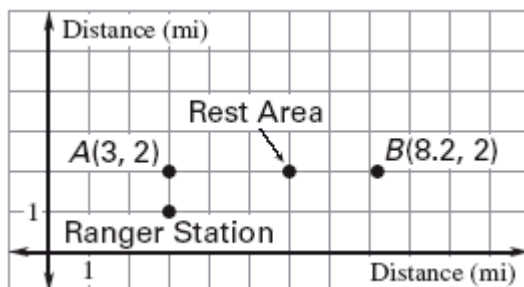 Distance (mi)
Rest Area
A(3, 2)
B(8.2, 2)
1
Ranger Station
1
Distance (mi)